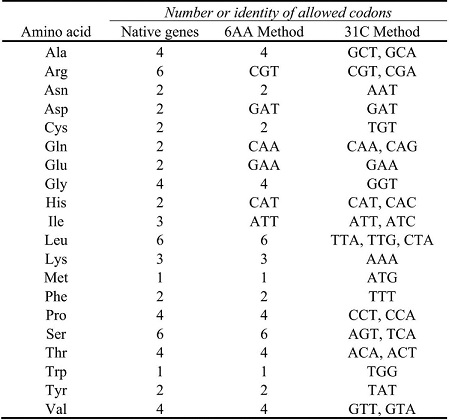 Number or identity of allowed codons
Amino acid Native genes 6AA Method 31C Method
Ala 4 4 GCT, GCA
Arg 6 CGT CGT, CGA
Asn 2 2 AAT
Asp 2 GAT GAT
Cys 2 2 TGT
Gln 2 CAA CAA, CAG
Glu 2 GAA GAA
Gly 4 4 GGT
His 2 CAT CAT, CAC
Ile 3 ATT ATT, ATC
Leu 6 6 TTA, TTG, CTA
Lys 3 3 AAA
Met 1 1 ATG
Phe 2 2 TTT
Pro 4 4 CCT, CCA
Ser 6 6 AGT, TCA
Thr 4 4 ACA, ACT
Trp 1 1 TGG
Tyr 2 2 TAT
Val 4 4 GTT, GTA